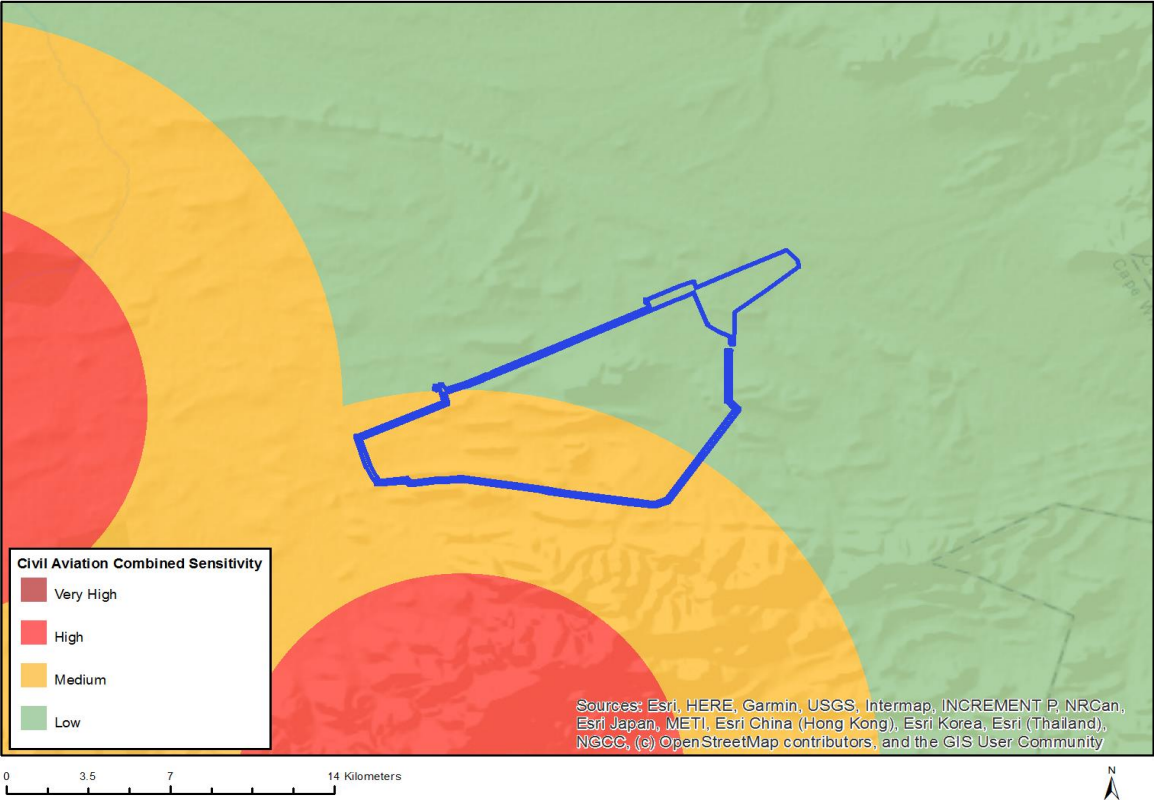 Cape W
Civil Aviation Combined Sensitivity
Very High
High
Medium
Low
Sources: Esri, HERE, Garmin, USGS, Intermap, INCREMENT P, NRCan,
Esri Japan, METI, Esri China (Hong Kong), Esri Korea, Esri (Thailand),
NGCC, (c) OpenStreetMap contributors, and the GIS User Community
0 3.5 7 14 Kilometers
N